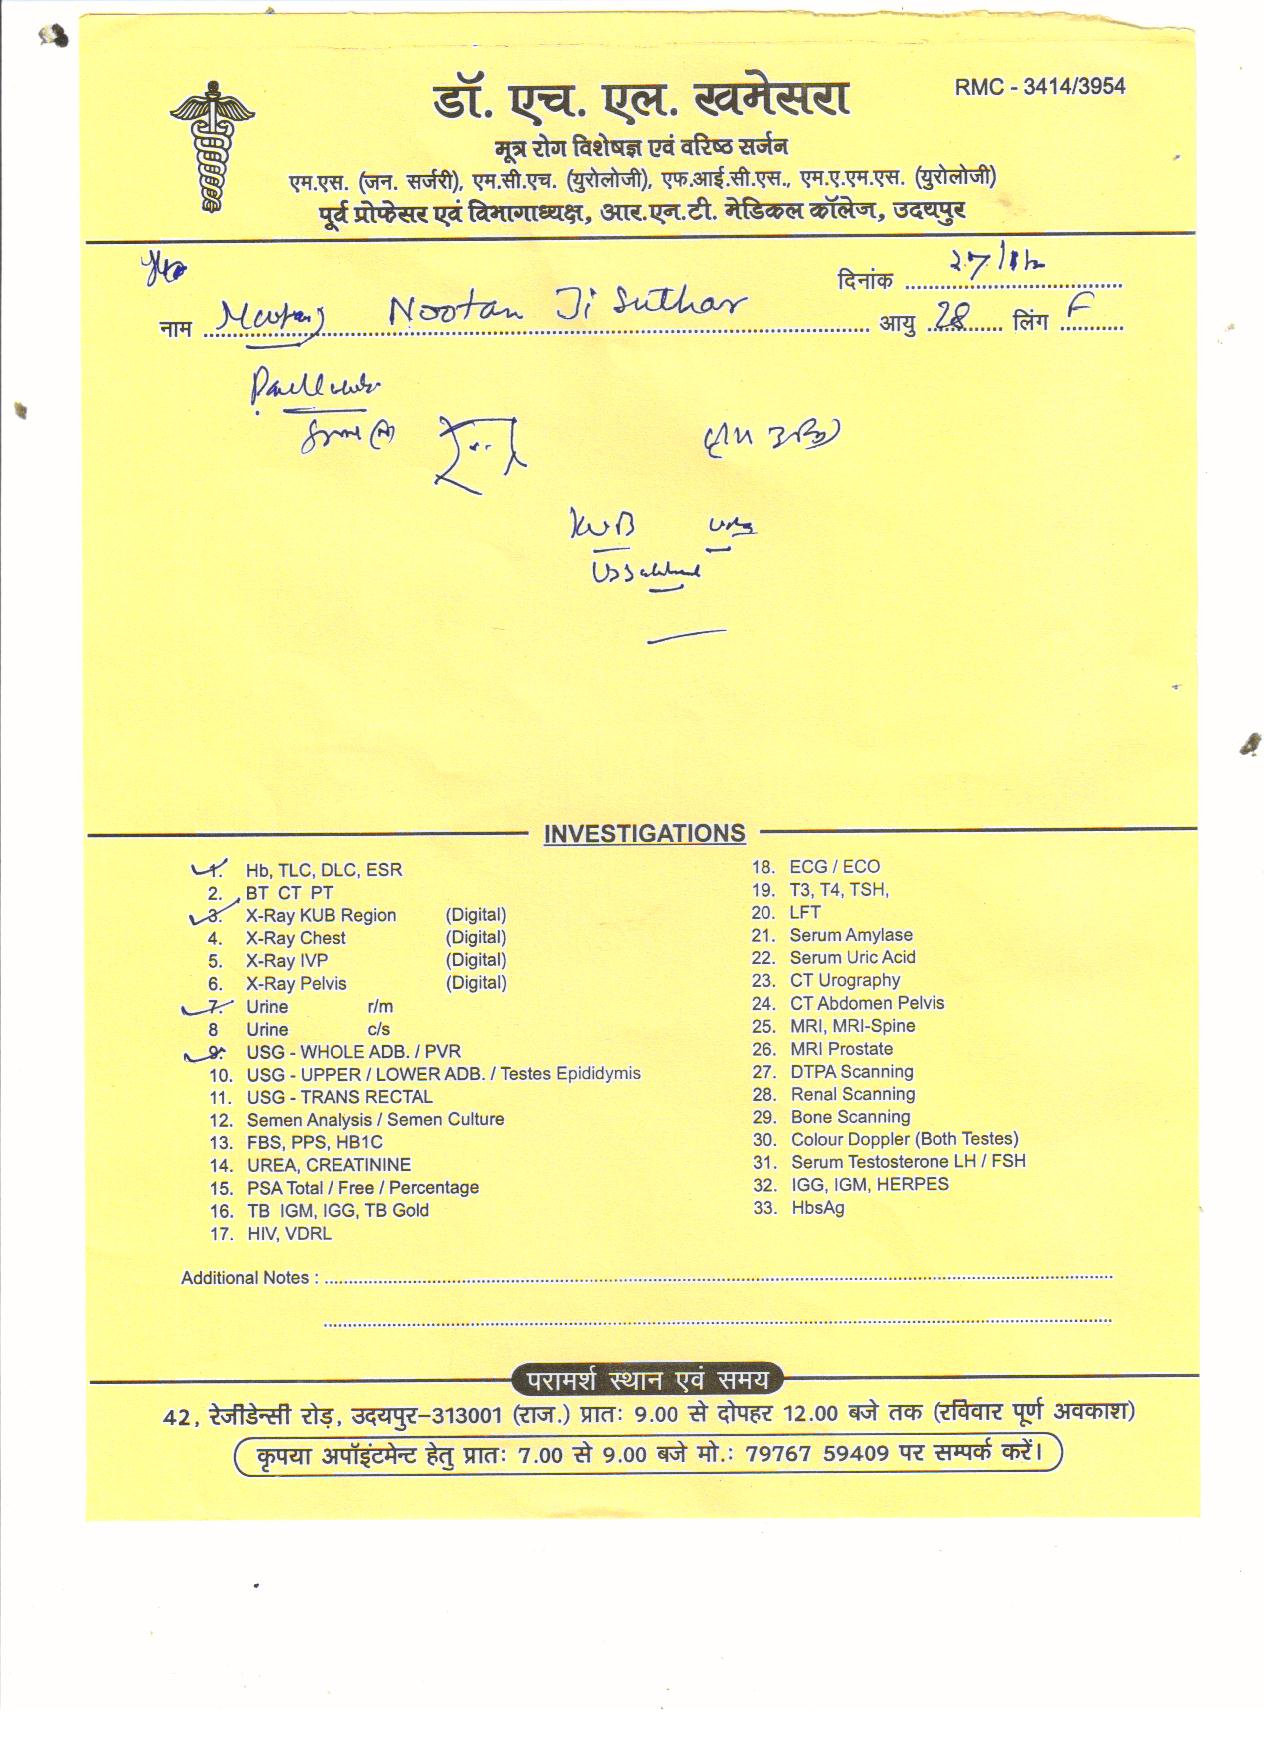 डॉ. एच. एल. खमेसरा
RMC - 3414/3954
मूत्र रोग विशेषज्ञ एवं वरिष्ठ सर्जन
एम.एस. (जन. सर्जरी), एम.सी.एच. (युरोलोजी), एफ.आई.सी.एस., एम.ए.एम.एस. (युरोलोजी)
पूर्व प्रोफेसर एवं विभागाध्यक्ष, आर.एन.टी. मेडिकल कॉलेज, उदयपुर
दिनांक
नाम Nootan Ji Suthar आयु 28 लिंग F
KUB
INVESTIGATIONS
1. Hb, TLC, DLC, ESR
2. BT CT PT
3. X-Ray KUB Region (Digital)
4. X-Ray Chest (Digital)
5. X-Ray IVP (Digital)
6. X-Ray Pelvis (Digital)
7. Urine r/m
8 Urine c/s
9. USG - WHOLE ADB. / PVR
10. USG - UPPER / LOWER ADB. / Testes Epididymis
11. USG - TRANS RECTAL
12. Semen Analysis / Semen Culture
13. FBS, PPS, HB1C
14. UREA, CREATININE
15. PSA Total / Free / Percentage
16. TB IGM, IGG, TB Gold
17. HIV, VDRL
18. ECG / ECO
19. T3, T4, TSH,
20. LFT
21. Serum Amylase
22. Serum Uric Acid
23. CT Urography
24. CT Abdomen Pelvis
25. MRI, MRI-Spine
26. MRI Prostate
27. DTPA Scanning
28. Renal Scanning
29. Bone Scanning
30. Colour Doppler (Both Testes)
31. Serum Testosterone LH / FSH
32. IGG, IGM, HERPES
33. HbsAg
Additional Notes :
परामर्श स्थान एवं समय
42, रेजीडेन्सी रोड़, उदयपुर-313001 (राज.) प्रातः 9.00 से दोपहर 12.00 बजे तक (रविवार पूर्ण अवकाश)
कृपया अपॉइंटमेन्ट हेतु प्रातः 7.00 से 9.00 बजे मो.: 79767 59409 पर सम्पर्क करें।